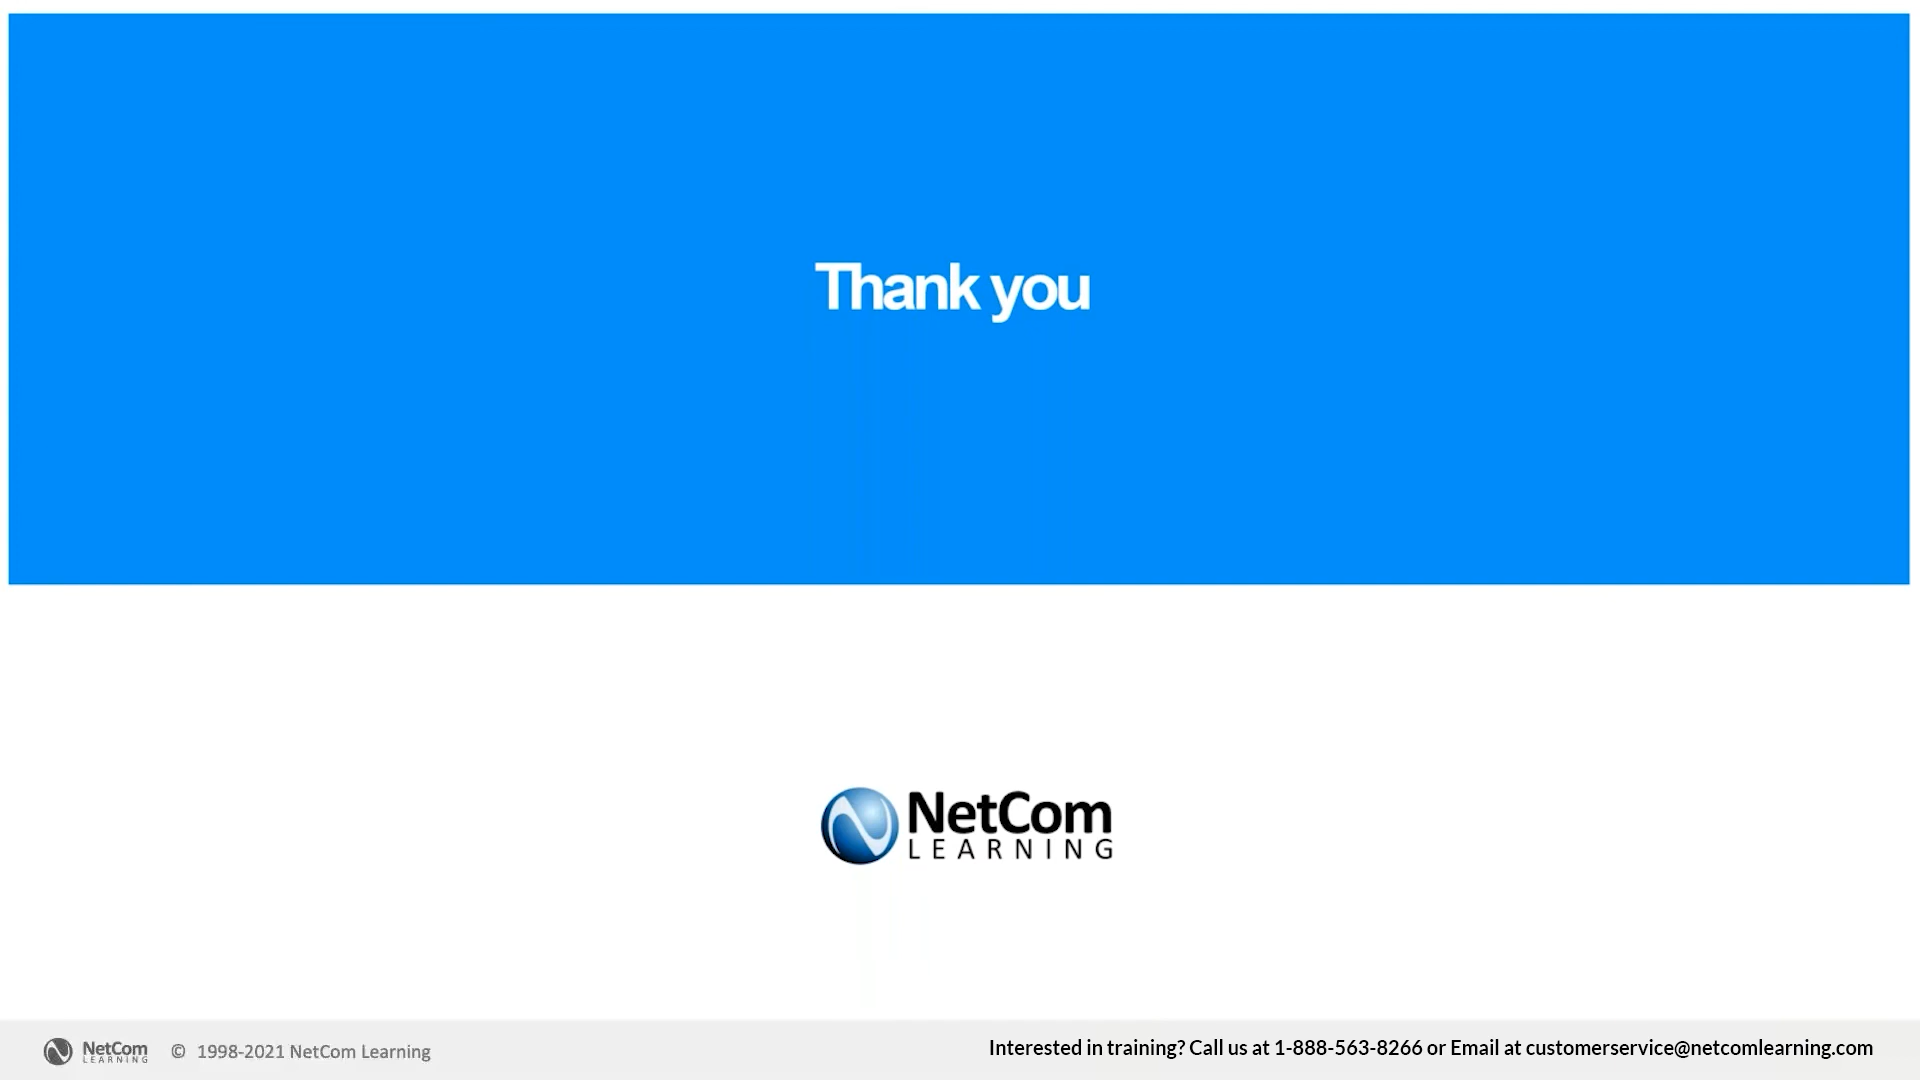 Thank you
NetCom
LEARNING
NetCom
LEARNING
© 1998-2021 NetCom Learning
Interested in training? Call us at 1-888-563-8266 or Email at customerservice@netcomlearning.com